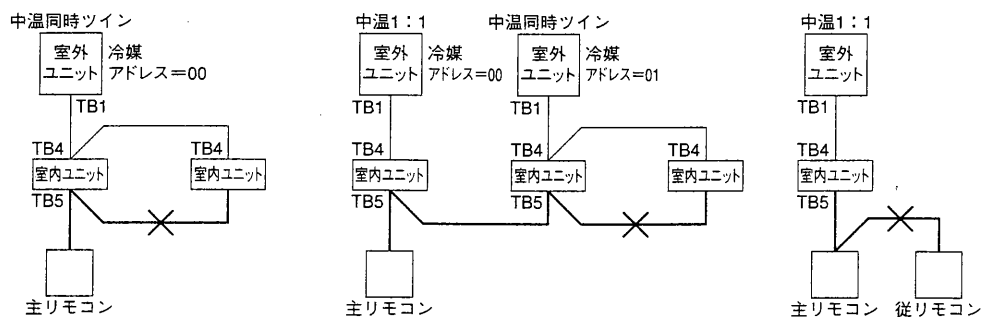 中温同時ツイン
室外
ユニット
冷媒
アドレス=00
TB1
TB4
TB4
室内ユニット
室内ユニット
TB5
主リモコン
中温1:1
室外
ユニット
冷媒
アドレス=00
TB1
TB4
室内ユニット
TB5
中温同時ツイン
室外
ユニット
冷媒
アドレス=01
TB1
TB4
TB4
室内ユニット
室内ユニット
TB5
主リモコン
中温1:1
室外
ユニット
TB1
TB4
室内ユニット
TB5
主リモコン
従リモコン